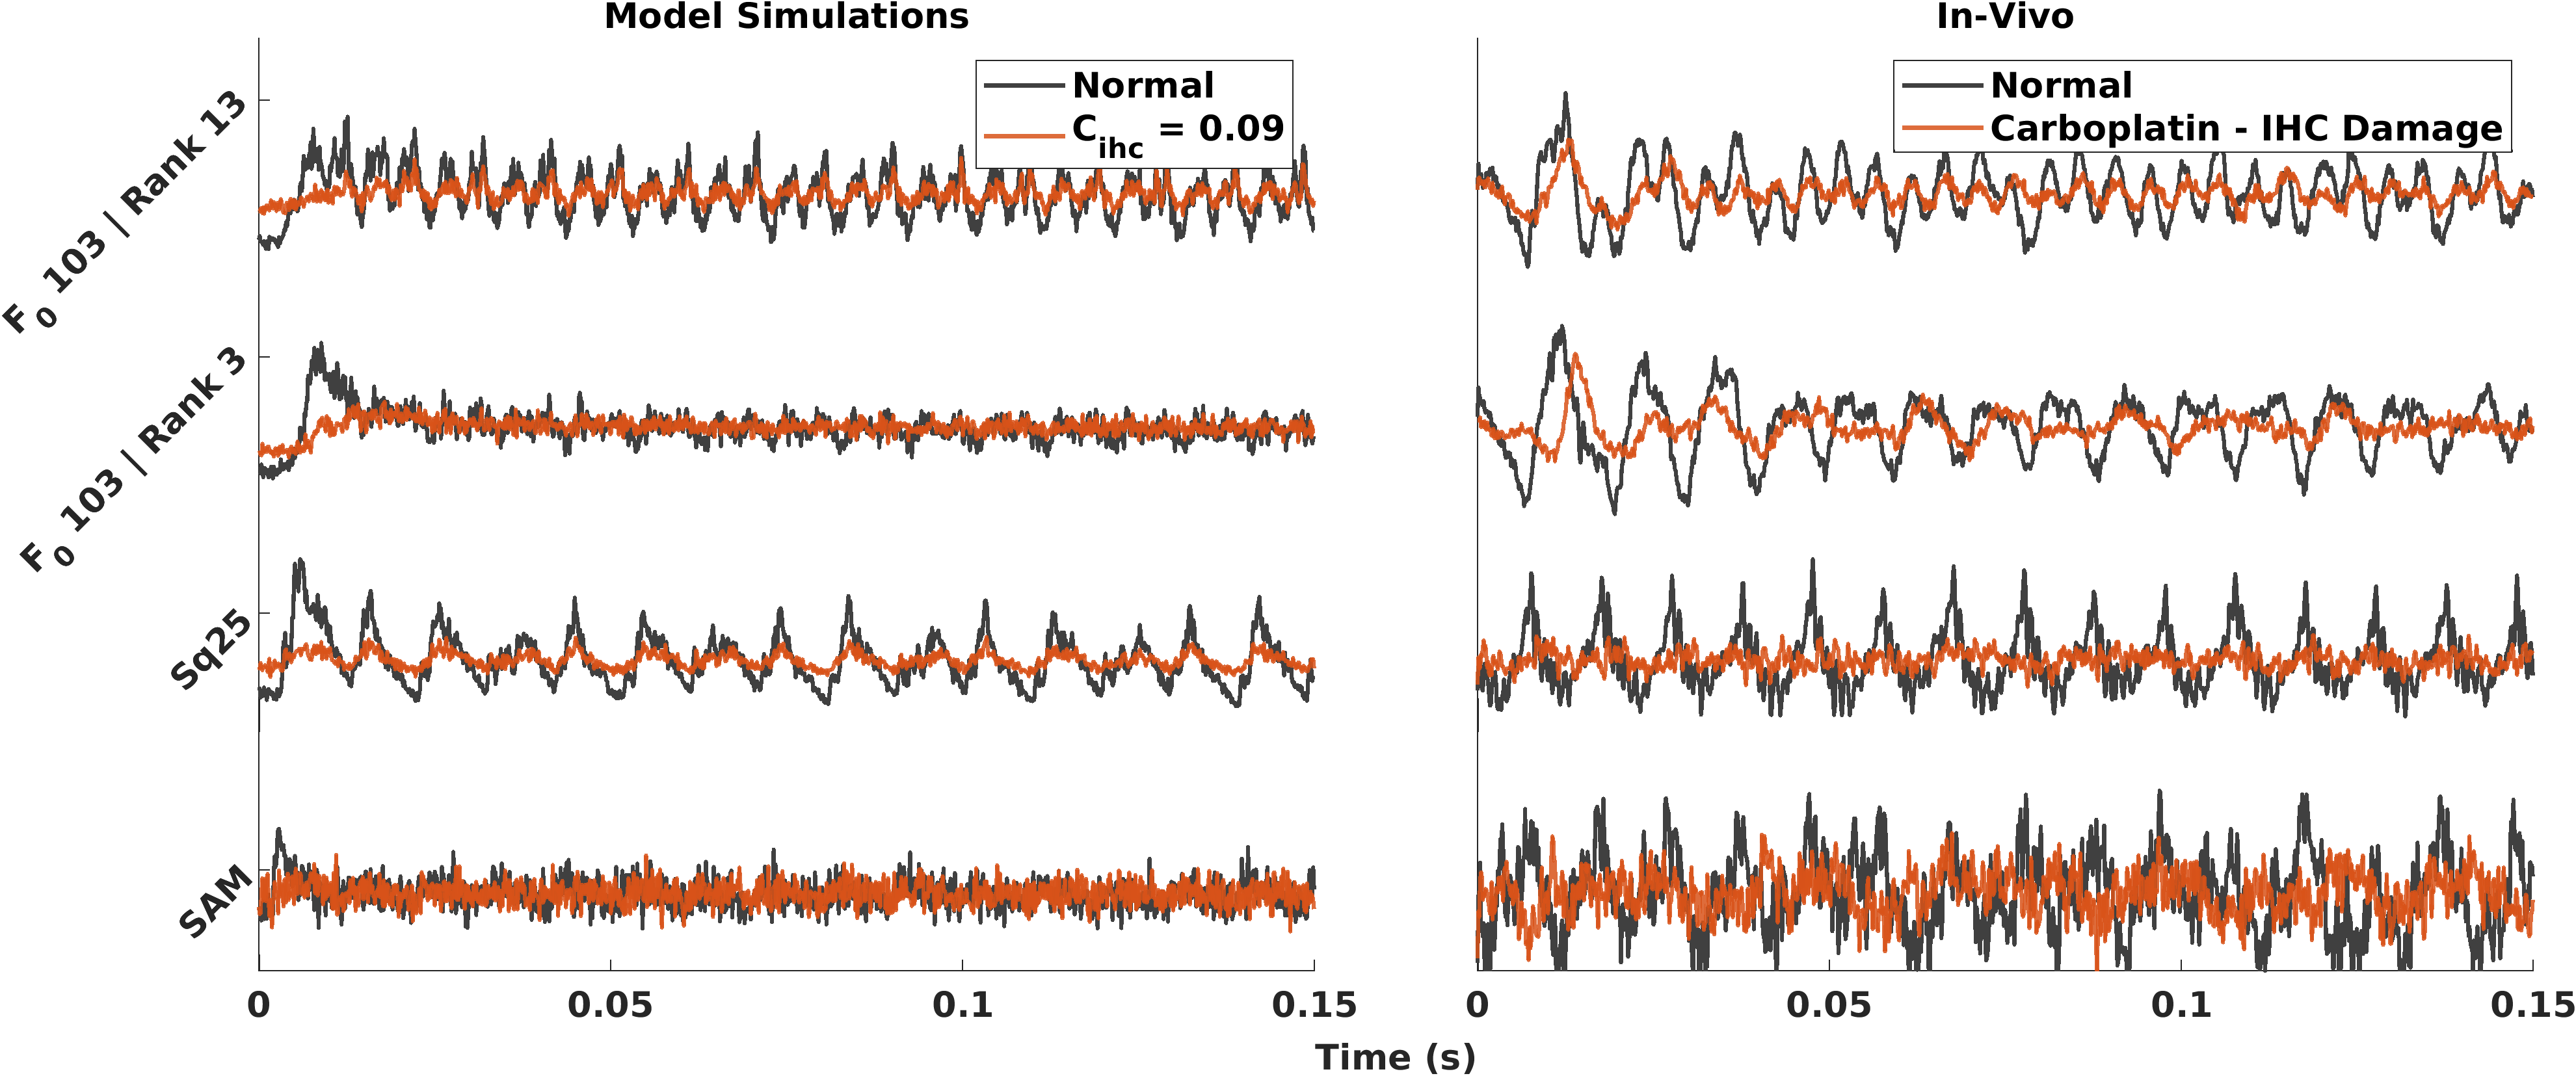 Model Simulations
In-Vivo
Normal
C_ihc = 0.09
Normal
Carboplatin - IHC Damage
F_0 103 | Rank 13
F_0 103 | Rank 3
Sq25
SAM
0 0.05 0.1 0.15
0 0.05 0.1 0.15
Time (s)